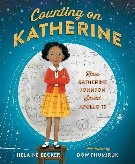 Counting on
KATHERINE
How
KATHERINE
JOHNSON
Saved
APOLLO 13
HELAINE BECKER
DOW PHUMIRUK